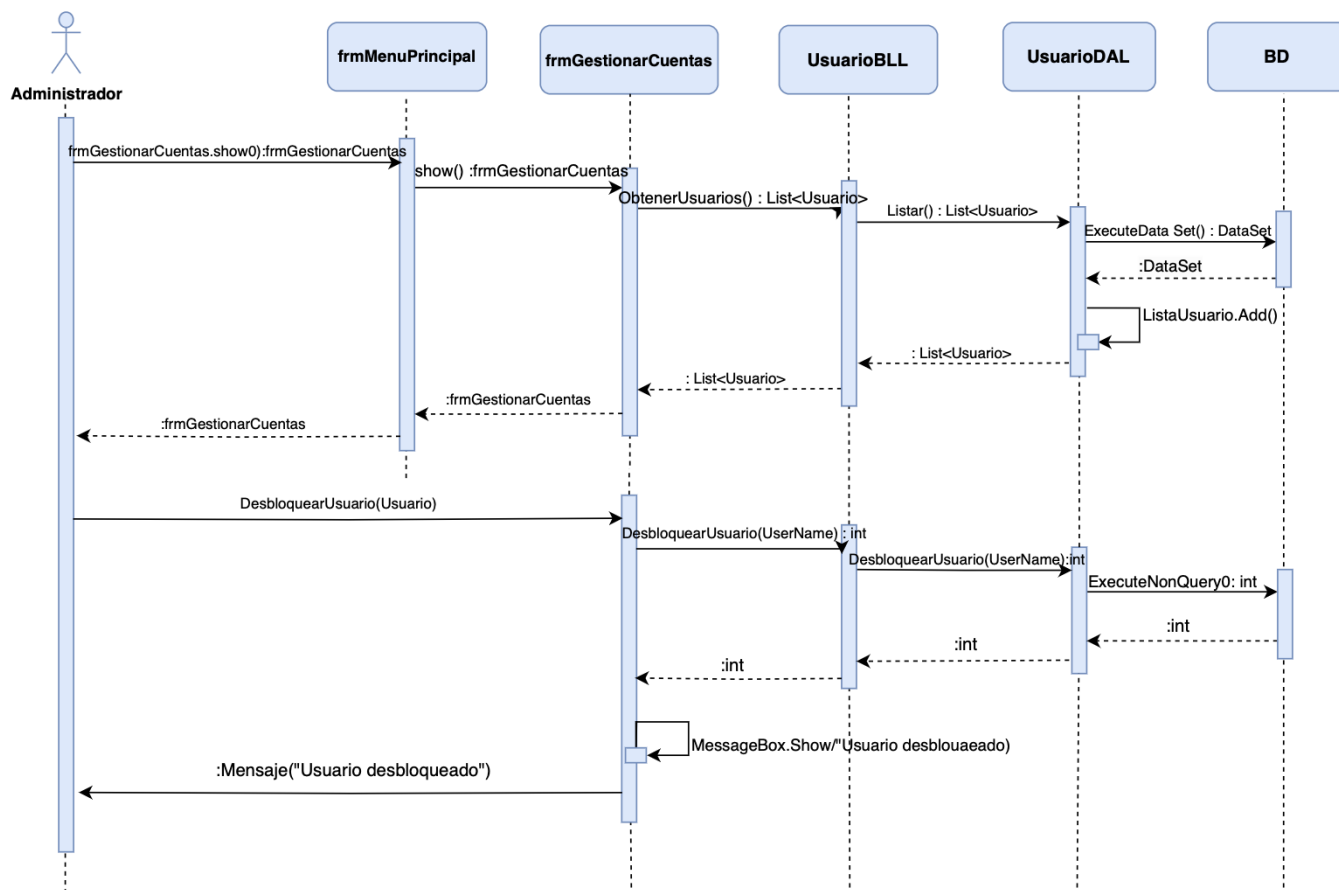 frmMenuPrincipal
frmGestionarCuentas
UsuarioBLL
UsuarioDAL
BD
Administrador
frmGestionarCuentas.show0):frmGestionarCuentas
show() :frmGestionarCuentas
ObtenerUsuarios() : List<Usuario>
Listar() : List<Usuario>
ExecuteData Set() : DataSet
:DataSet
ListaUsuario.Add()
: List<Usuario>
: List<Usuario>
:frmGestionarCuentas
:frmGestionarCuentas
DesbloquearUsuario(Usuario)
DesbloquearUsuario(UserName) : int
DesbloquearUsuario(UserName):int
ExecuteNonQuery0: int
:int
:int
:int
MessageBox.Show/"Usuario desblouaeado)
:Mensaje("Usuario desbloqueado")